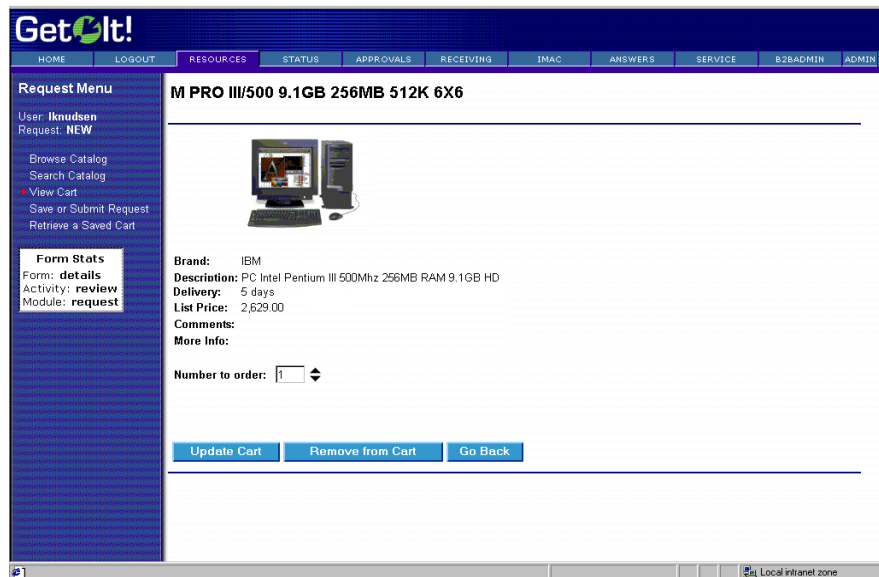 Get It!
HOME LOGOUT RESOURCES STATUS APPROVALS RECEIVING IMAC ANSWERS SERVICE B2BADMIN ADMIN
Request Menu
User: lknudsen
Request: NEW
Browse Catalog
Search Catalog
View Cart
Save or Submit Request
Retrieve a Saved Cart
Form Stats
Form: details
Activity: review
Module: request
M PRO III/500 9.1GB 256MB 512K 6X6
Brand: IBM
Description: PC Intel Pentium III 500Mhz 256MB RAM 9.1GB HD
Delivery: 5 days
List Price: 2,629.00
Comments:
More Info:
Number to order: 1
Update Cart Remove from Cart Go Back
Local intranet zone